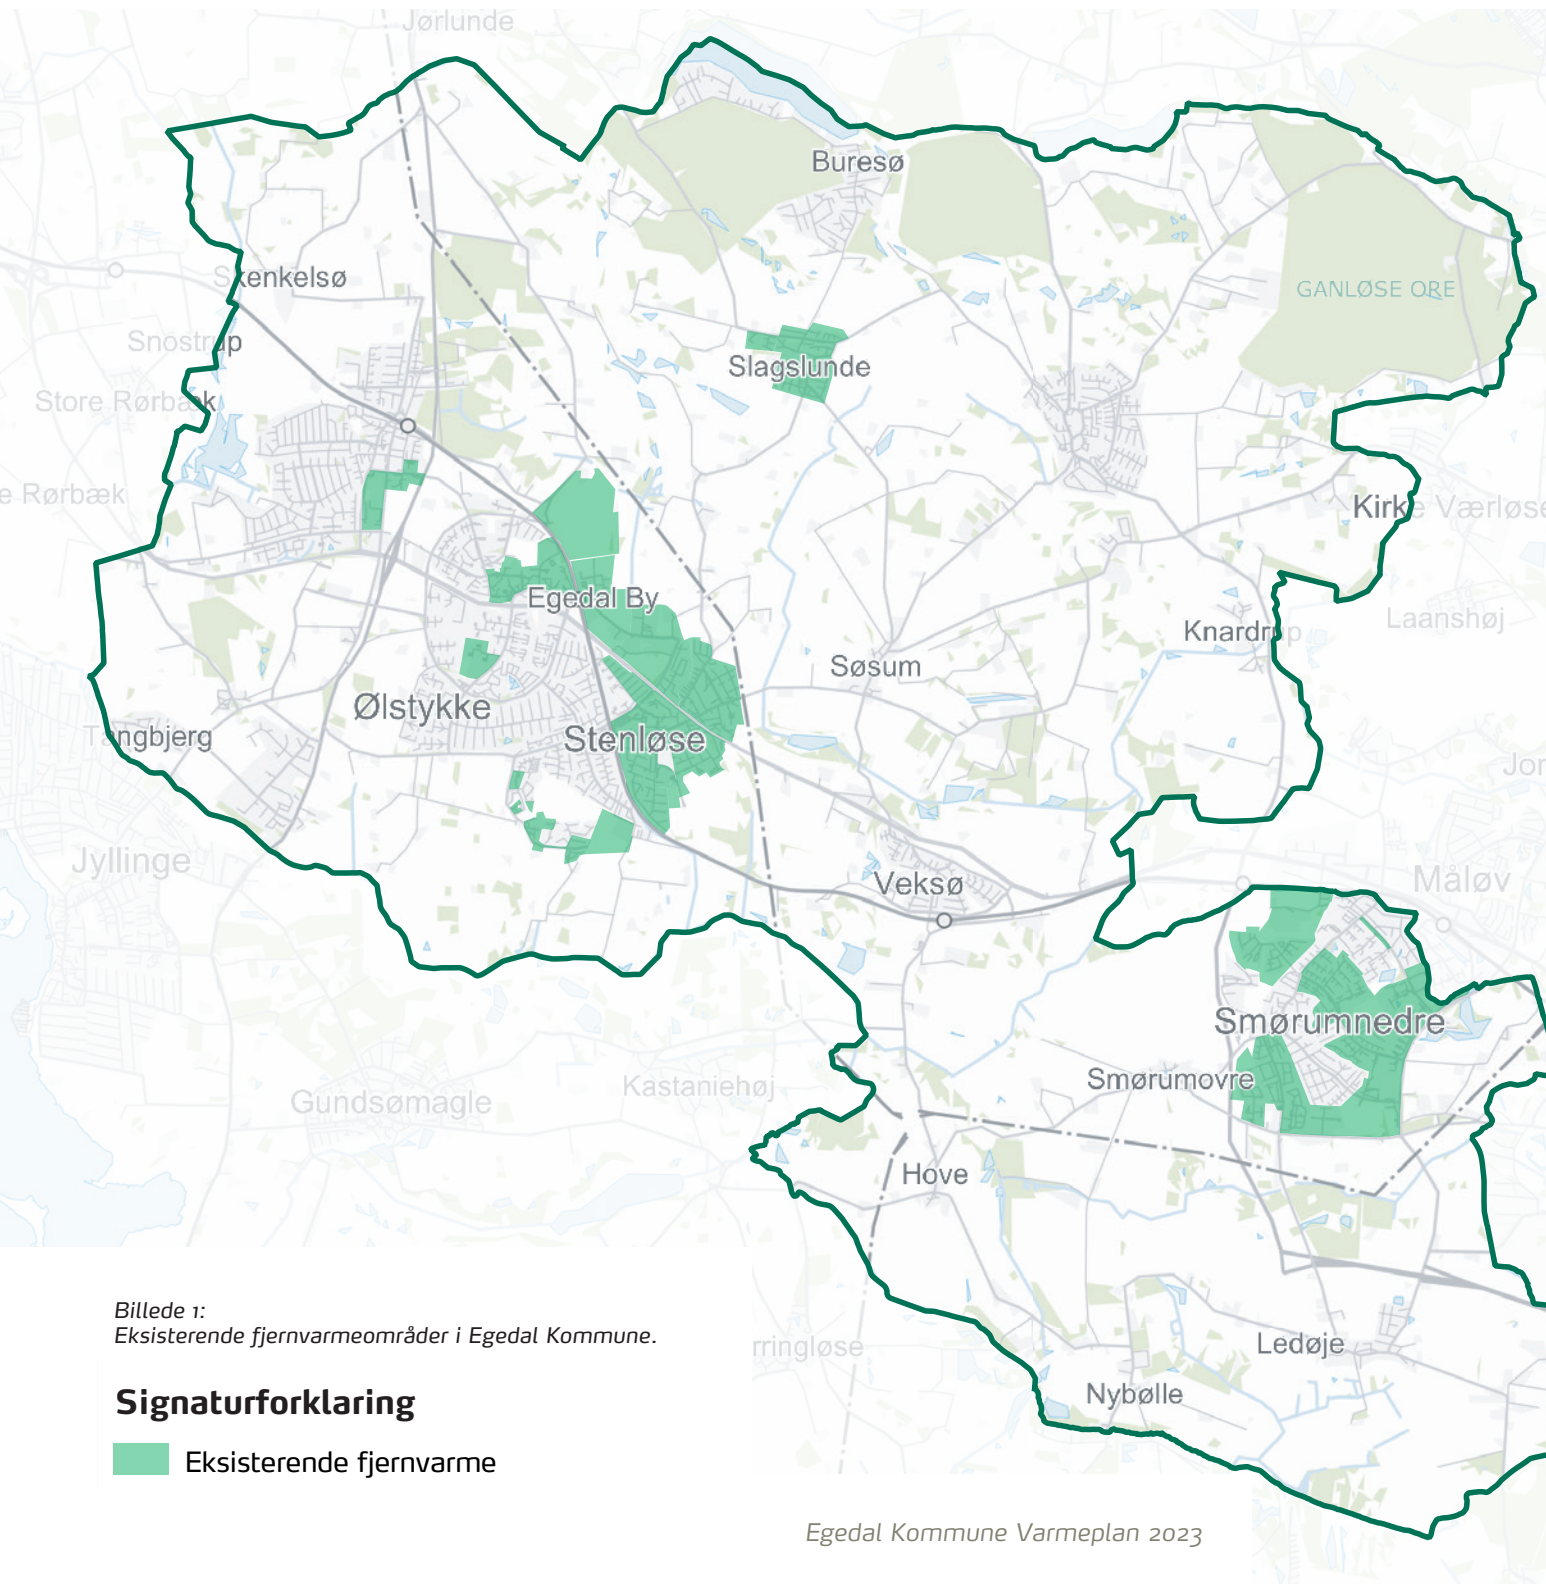 Jørlunde
Buresø
Skenkelsø
GANLØSE ORE
Snostrup
Slagslunde
Store Rørbæk
e Rørbæk
Kirke Værløse
Egedal By
Laanshøj
Knardrup
Søsum
Ølstykke
Tangbjerg
Stenløse
Jor
Jyllinge
Veksø
Måløv
Smørumnedre
Smørumovre
Kastaniehøj
Gundsømagle
Hove
Billede 1:
Eksisterende fjernvarmeområder i Egedal Kommune.
rringløse
Ledøje
Nybølle
Signaturforklaring
Eksisterende fjernvarme
Egedal Kommune Varmeplan 2023